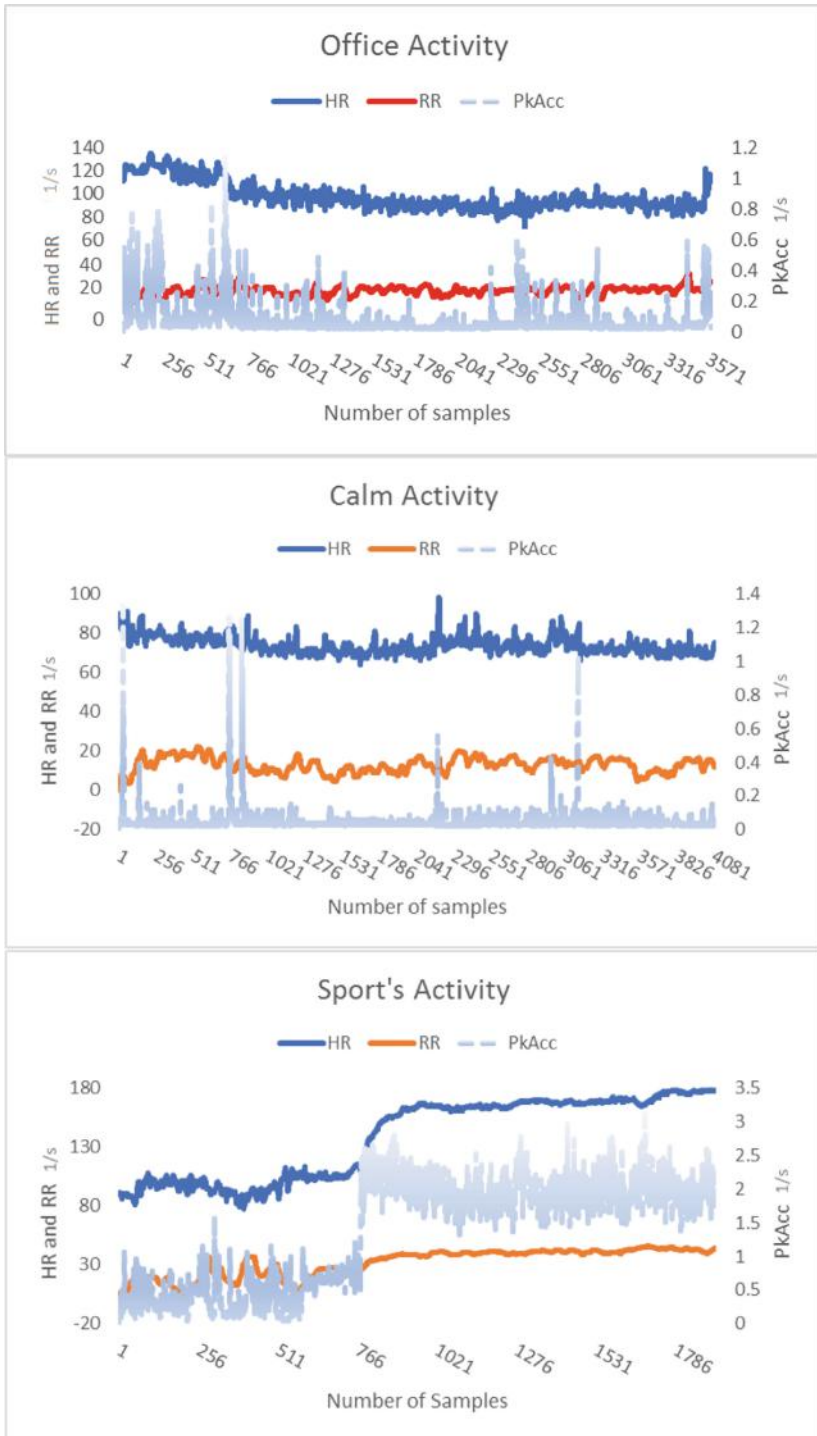 Office Activity
HR RR PkAcc
140
120
100
80
60
40
20
0
HR and RR 1/s
1.2
1
0.8
0.6
0.4
0.2
0
PkAcc 1/s
1 256 511 766 1021 1276 1531 1786 2041 2296 2551 2806 3061 3316 3571
Number of samples
Calm Activity
HR RR PkAcc
100
80
60
40
20
0
-20
HR and RR 1/s
1.4
1.2
1
0.8
0.6
0.4
0.2
0
PkAcc 1/s
1 256 511 766 1021 1276 1531 1786 2041 2296 2551 2806 3061 3316 3571 3826 4081
Number of samples
Sport's Activity
HR RR PkAcc
180
130
80
30
-20
HR and RR 1/s
3.5
3
2.5
2
1.5
1
0.5
0
PkAcc 1/s
1 256 511 766 1021 1276 1531 1786
Number of Samples